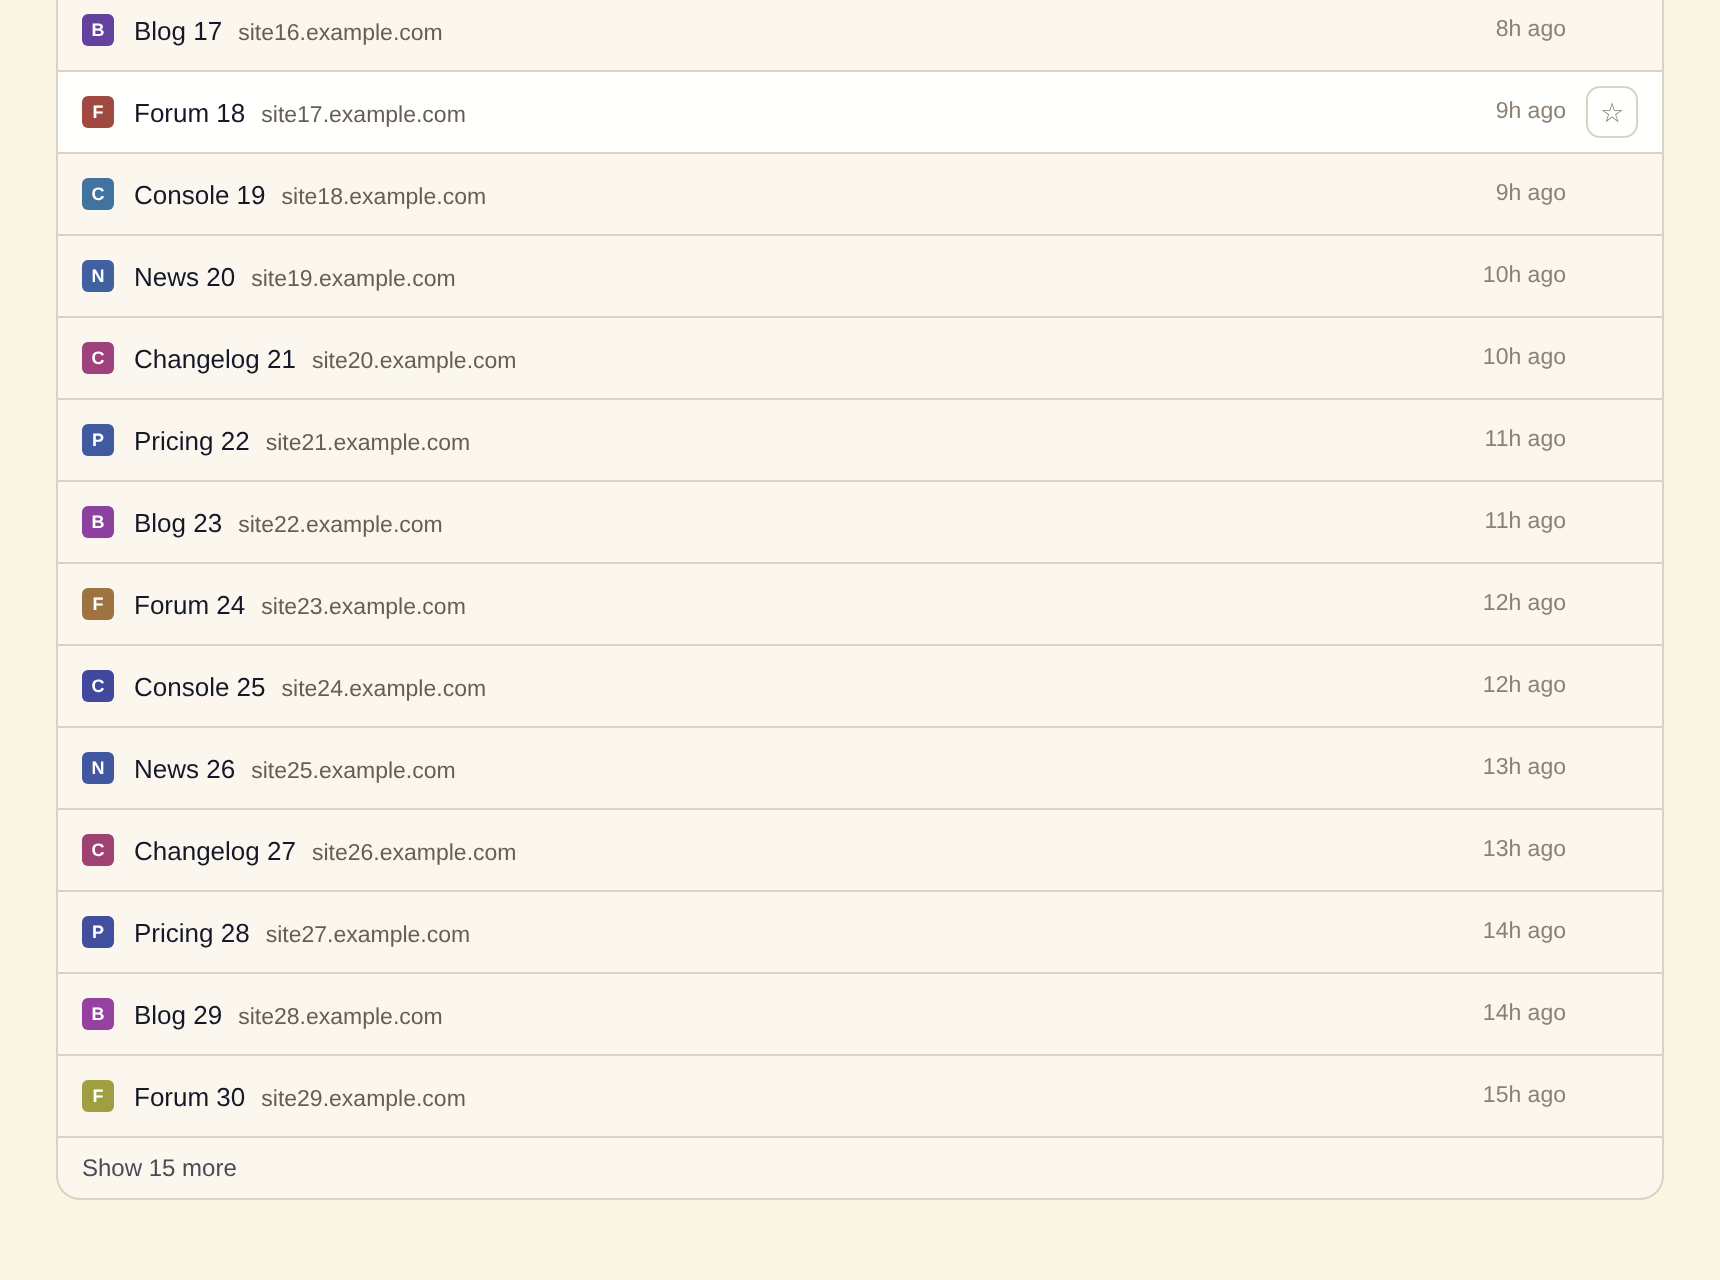 B Blog 17 site16.example.com 8h ago
F Forum 18 site17.example.com 9h ago ☆
C Console 19 site18.example.com 9h ago
N News 20 site19.example.com 10h ago
C Changelog 21 site20.example.com 10h ago
P Pricing 22 site21.example.com 11h ago
B Blog 23 site22.example.com 11h ago
F Forum 24 site23.example.com 12h ago
C Console 25 site24.example.com 12h ago
N News 26 site25.example.com 13h ago
C Changelog 27 site26.example.com 13h ago
P Pricing 28 site27.example.com 14h ago
B Blog 29 site28.example.com 14h ago
F Forum 30 site29.example.com 15h ago
Show 15 more